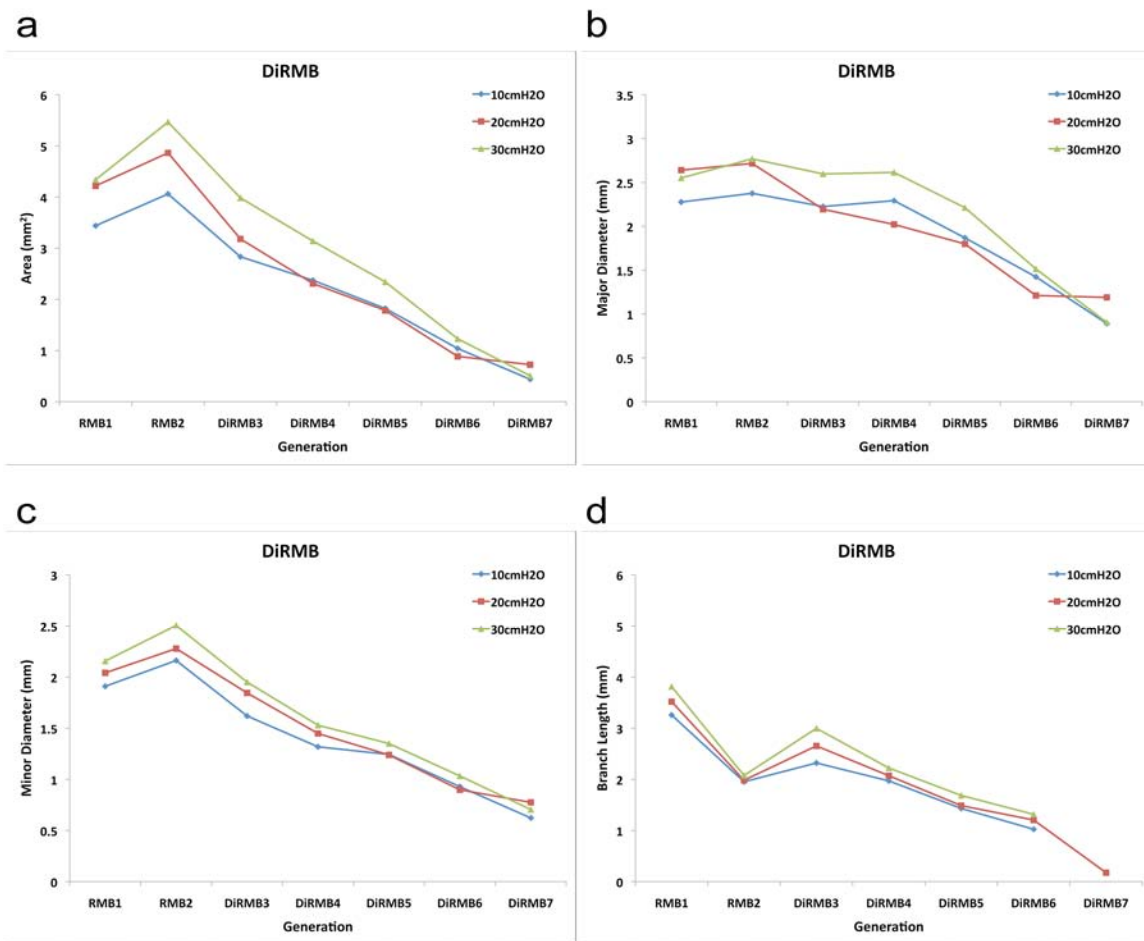 a
DiRMB
6
5
4
3
2
1
0
Area (mm²)
10cmH2O
20cmH2O
30cmH2O
RMB1 RMB2 DiRMB3 DiRMB4 DiRMB5 DiRMB6 DiRMB7
Generation
b
DiRMB
3.5
3
2.5
2
1.5
1
0.5
0
Major Diameter (mm)
10cmH2O
20cmH2O
30cmH2O
RMB1 RMB2 DiRMB3 DiRMB4 DiRMB5 DiRMB6 DiRMB7
Generation
c
DiRMB
3
2.5
2
1.5
1
0.5
0
Minor Diameter (mm)
10cmH2O
20cmH2O
30cmH2O
RMB1 RMB2 DiRMB3 DiRMB4 DiRMB5 DiRMB6 DiRMB7
Generation
d
DiRMB
6
5
4
3
2
1
0
Branch Length (mm)
10cmH2O
20cmH2O
30cmH2O
RMB1 RMB2 DiRMB3 DiRMB4 DiRMB5 DiRMB6 DiRMB7
Generation